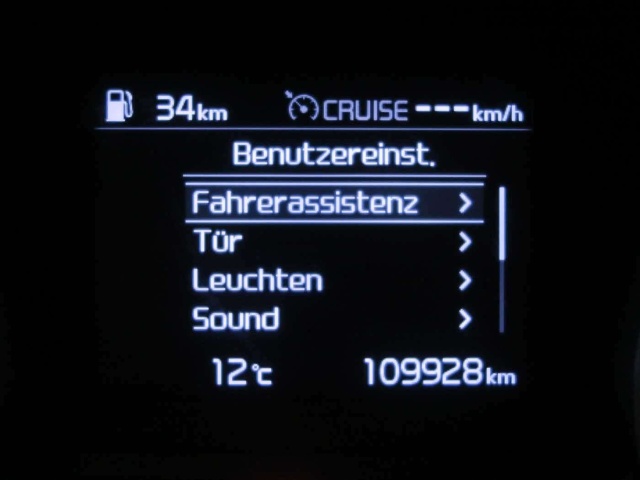 34km CRUISE ---km/h
Benutzereinst.
Fahrerassistenz >
Tür >
Leuchten >
Sound >
12°c 109928km